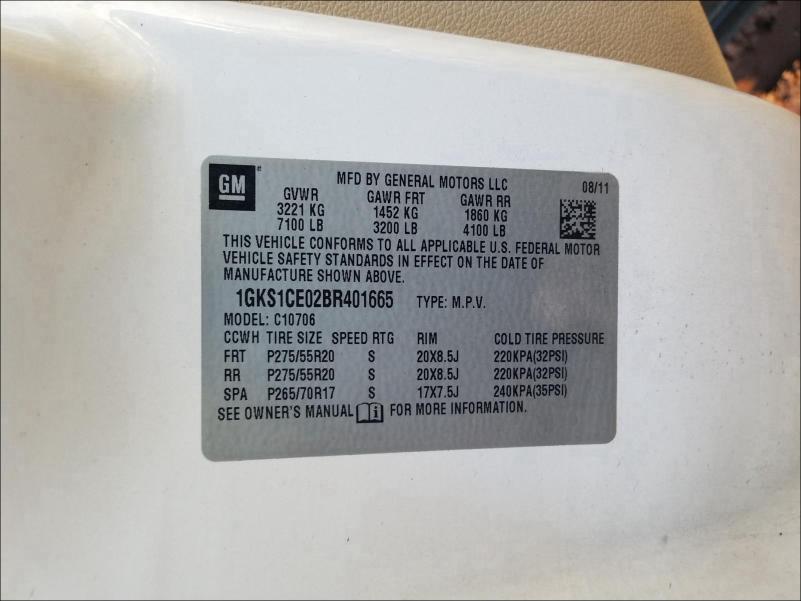 GM
MFD BY GENERAL MOTORS LLC 08/11
GVWR GAWR FRT GAWR RR
3221 KG 1452 KG 1860 KG
7100 LB 3200 LB 4100 LB
THIS VEHICLE CONFORMS TO ALL APPLICABLE U.S. FEDERAL MOTOR
VEHICLE SAFETY STANDARDS IN EFFECT ON THE DATE OF
MANUFACTURE SHOWN ABOVE.
1GKS1CE02BR401665 TYPE: M.P.V.
MODEL: C10706
CCWH TIRE SIZE SPEED RTG RIM COLD TIRE PRESSURE
FRT P275/55R20 S 20X8.5J 220KPA(32PSI)
RR P275/55R20 S 20X8.5J 220KPA(32PSI)
SPA P265/70R17 S 17X7.5J 240KPA(35PSI)
SEE OWNER'S MANUAL i FOR MORE INFORMATION.